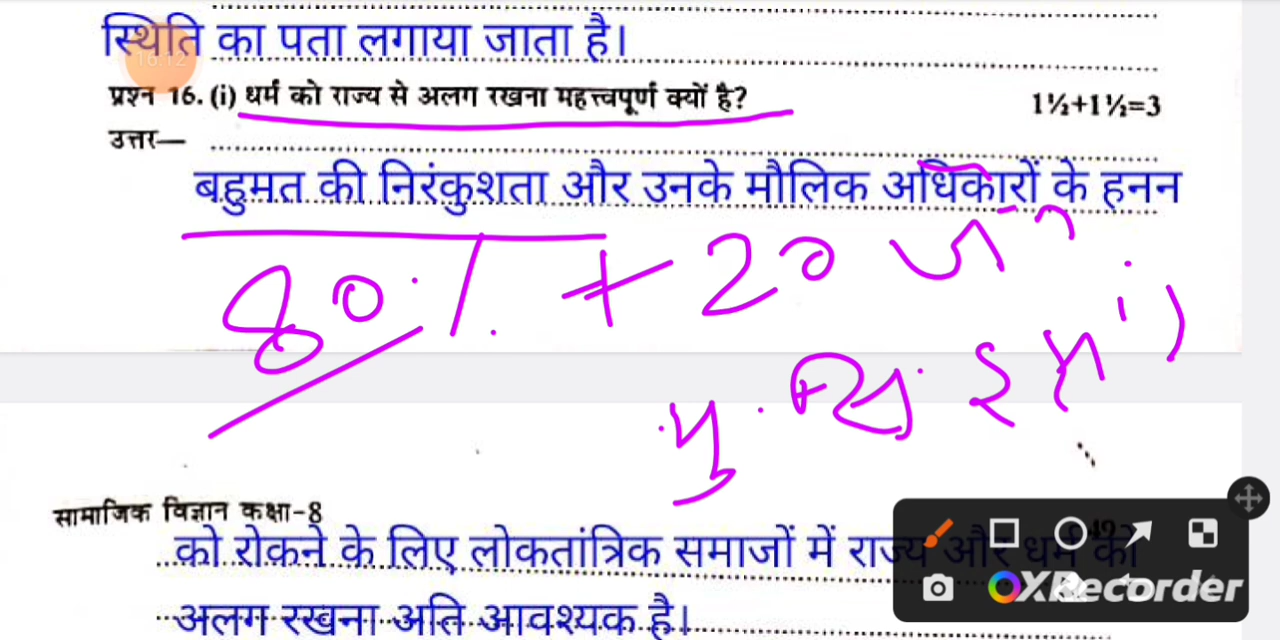 स्थिति का पता लगाया जाता है।
16:12
प्रश्न 16. (i) धर्म को राज्य से अलग रखना महत्त्वपूर्ण क्यों है? 1½+1½=3
उत्तर—
बहुमत की निरंकुशता और उनके मौलिक अधिकारों के हनन
80% + 20
सामाजिक विज्ञान कक्षा-8
को रोकने के लिए लोकतांत्रिक समाजों में राज्य और धर्म को
XRecorder
अलग रखना अति आवश्यक है।